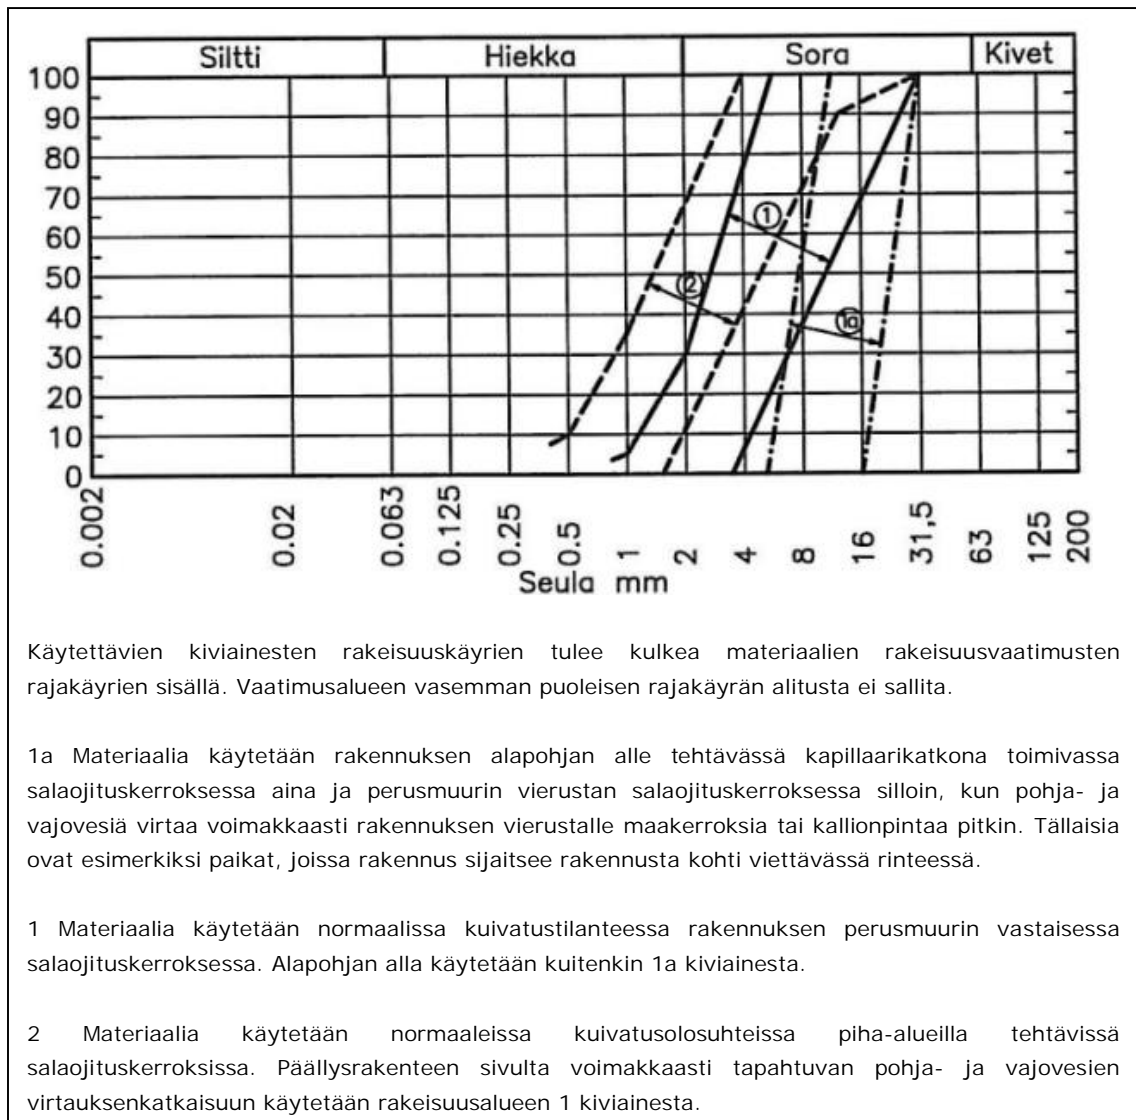 Siltti Hiekka Sora Kivet
100
90
80
70
60
50
40
30
20
10
0
1
2
1a
0.002 0.02 0.063 0.125 0.25 0.5 1 2 4 8 16 31,5 63 125 200
Seula mm
Käytettävien kiviainesten rakeisuuskäyrien tulee kulkea materiaalien rakeisuusvaatimusten
rajakäyrien sisällä. Vaatimusalueen vasemman puoleisen rajakäyrän alitusta ei sallita.
1a Materiaalia käytetään rakennuksen alapohjan alle tehtävässä kapillaarikatkona toimivassa
salaojituskerroksessa aina ja perusmuurin vierustan salaojituskerroksessa silloin, kun pohja- ja
vajovesiä virtaa voimakkaasti rakennuksen vierustalle maakerroksia tai kallionpintaa pitkin. Tällaisia
ovat esimerkiksi paikat, joissa rakennus sijaitsee rakennusta kohti viettävässä rinteessä.
1 Materiaalia käytetään normaalissa kuivatustilanteessa rakennuksen perusmuurin vastaisessa
salaojituskerroksessa. Alapohjan alla käytetään kuitenkin 1a kiviainesta.
2 Materiaalia käytetään normaaleissa kuivatusolosuhteissa piha-alueilla tehtävissä
salaojituskerroksissa. Päällysrakenteen sivulta voimakkaasti tapahtuvan pohja- ja vajovesien
virtauksenkatkaisuun käytetään rakeisuusalueen 1 kiviainesta.